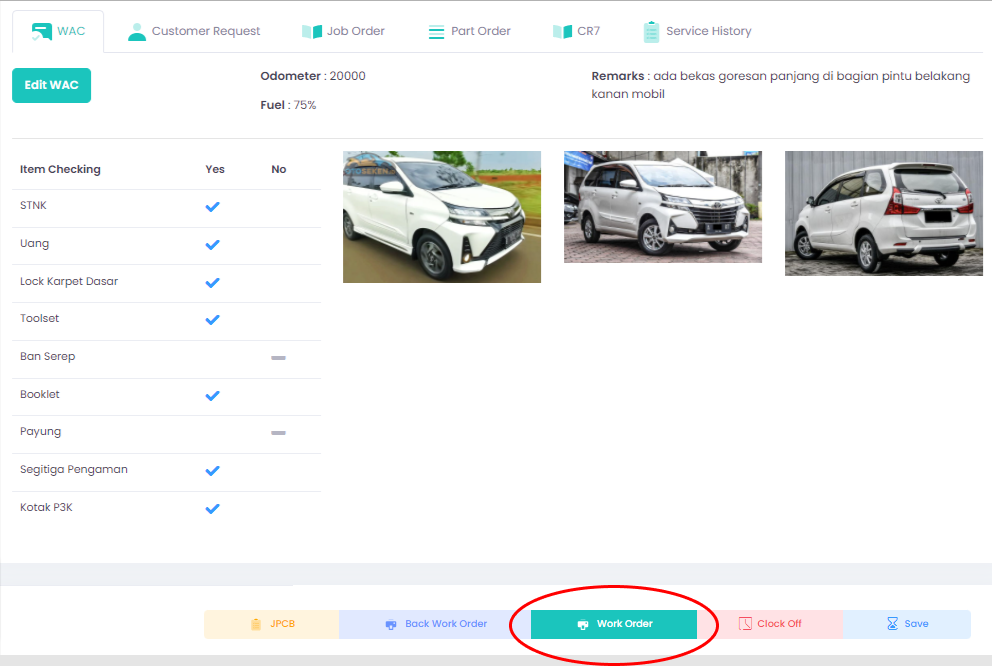 WAC
Customer Request
Job Order
Part Order
CR7
Service History
Edit WAC
Odometer : 20000
Fuel : 75%
Remarks : ada bekas goresan panjang di bagian pintu belakang
kanan mobil
Item Checking Yes No
STNK
Uang
Lock Karpet Dasar
Toolset
Ban Serep
Booklet
Payung
Segitiga Pengaman
Kotak P3K
JPCB
Back Work Order
Work Order
Clock Off
Save